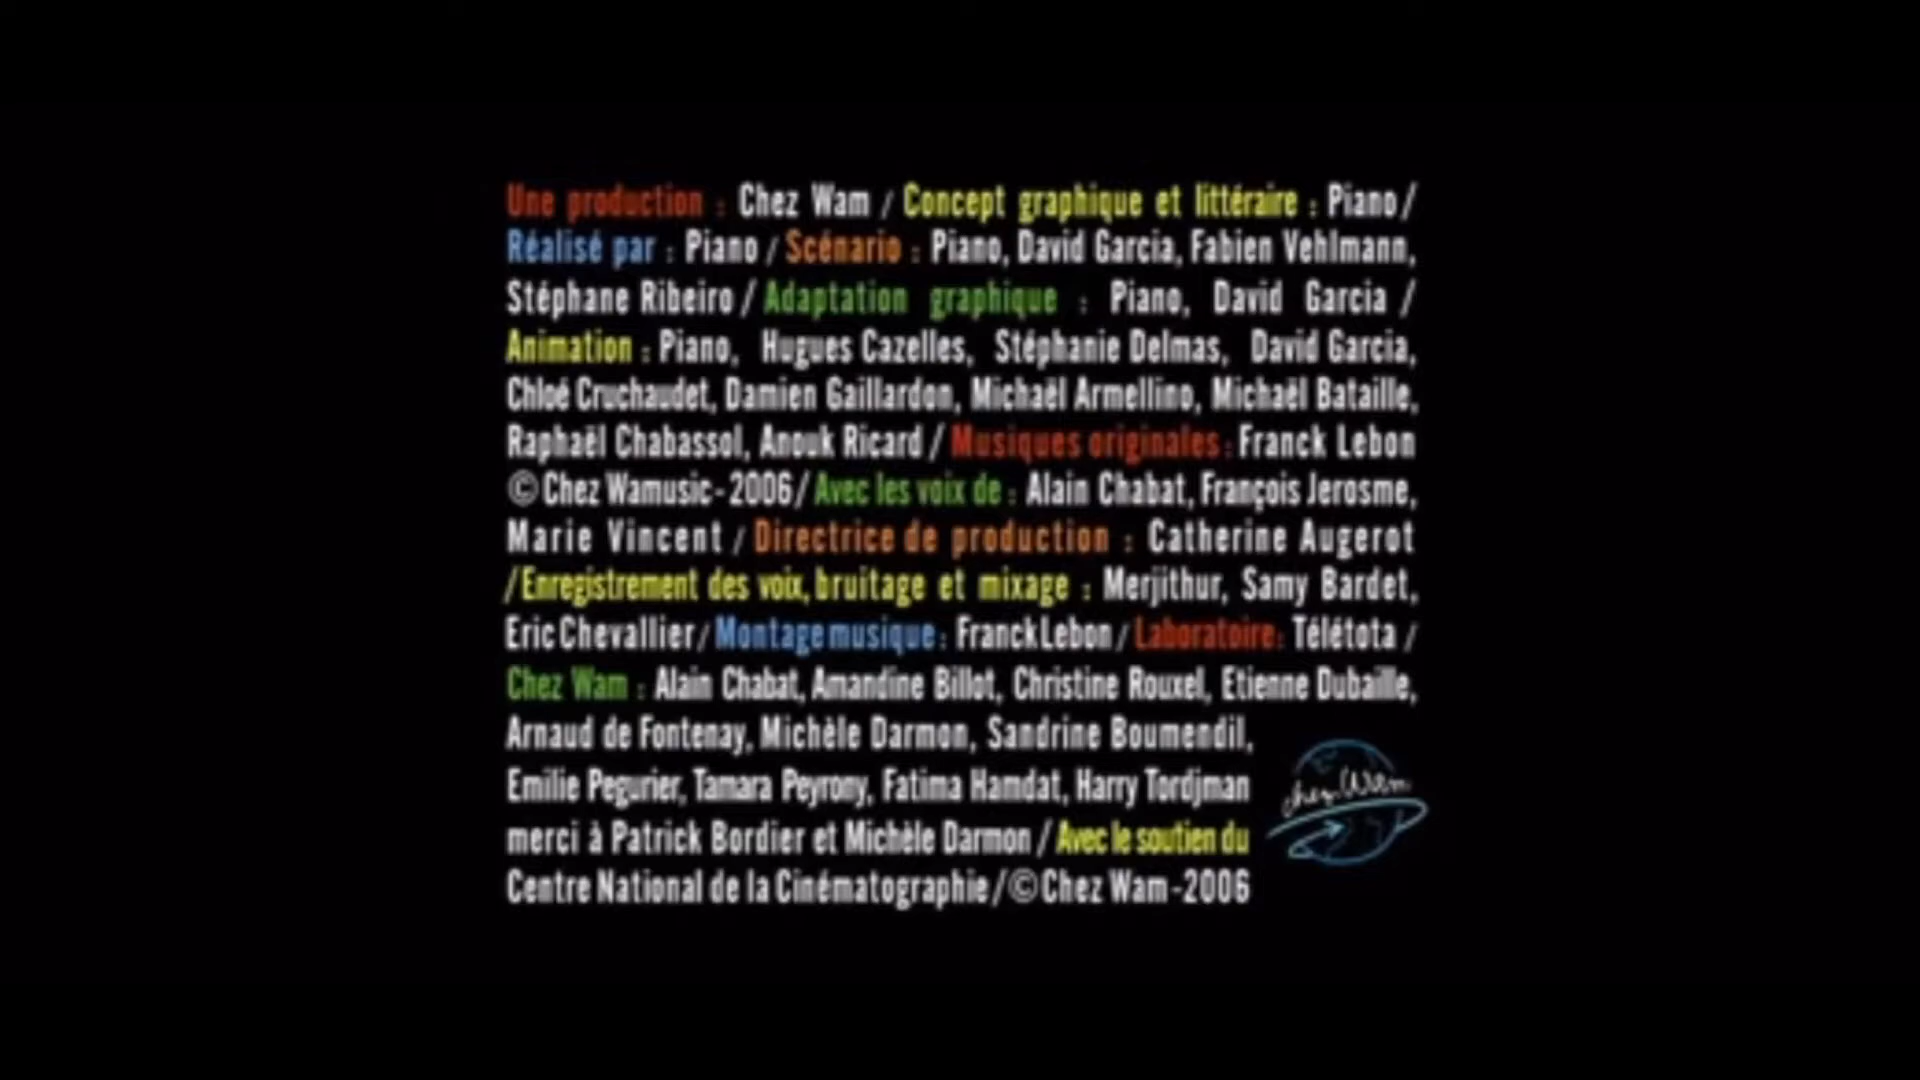 Une production : Chez Wam / Concept graphique et littéraire : Piano /
Réalisé par : Piano / Scénario : Piano, David Garcia, Fabien Vehlmann,
Stéphane Ribeiro / Adaptation graphique : Piano, David Garcia /
Animation : Piano, Hugues Cazelles, Stéphanie Delmas, David Garcia,
Chloé Cruchaudet, Damien Gaillardon, Michaël Armellino, Michaël Bataille,
Raphaël Chabassol, Anouk Ricard / Musiques originales : Franck Lebon
© Chez Wamusic - 2006 / Avec les voix de : Alain Chabat, François Jerosme,
Marie Vincent / Directrice de production : Catherine Augerot
/ Enregistrement des voix, bruitage et mixage : Merjithur, Samy Bardet,
Eric Chevallier / Montage musique : Franck Lebon / Laboratoire : Télétota /
Chez Wam : Alain Chabat, Amandine Billot, Christine Rouxel, Etienne Dubaille,
Arnaud de Fontenay, Michèle Darmon, Sandrine Boumendil,
Emilie Pegurier, Tamara Peyrony, Fatima Hamdat, Harry Tordjman
merci à Patrick Bordier et Michèle Darmon / Avec le soutien du
Centre National de la Cinématographie / © Chez Wam - 2006
chez Wam